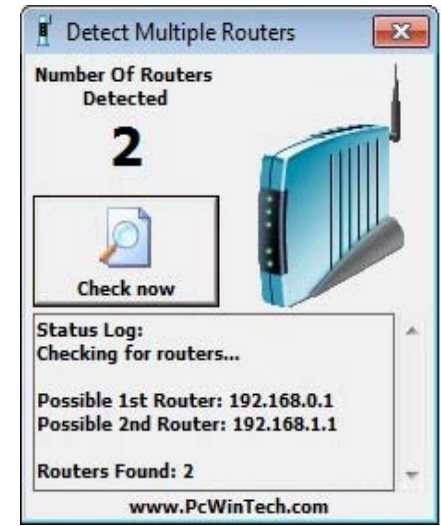 Detect Multiple Routers
Number Of Routers
Detected
2
Check now
Status Log:
Checking for routers...
Possible 1st Router: 192.168.0.1
Possible 2nd Router: 192.168.1.1
Routers Found: 2
www.PcWinTech.com